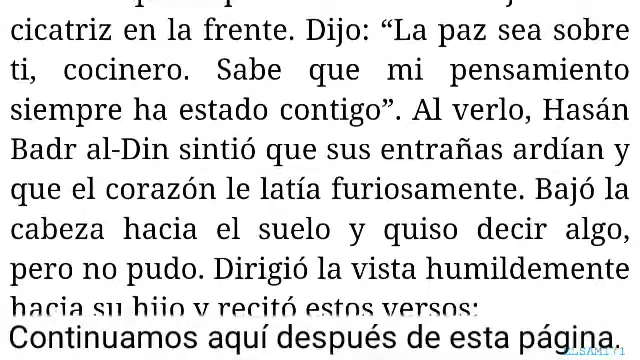 cicatriz en la frente. Dijo: “La paz sea sobre
ti, cocinero. Sabe que mi pensamiento
siempre ha estado contigo”. Al verlo, Hasán
Badr al-Din sintió que sus entrañas ardían y
que el corazón le latía furiosamente. Bajó la
cabeza hacia el suelo y quiso decir algo,
pero no pudo. Dirigió la vista humildemente
hacia su hijo y recitó estos versos:
Continuamos aquí después de esta página.